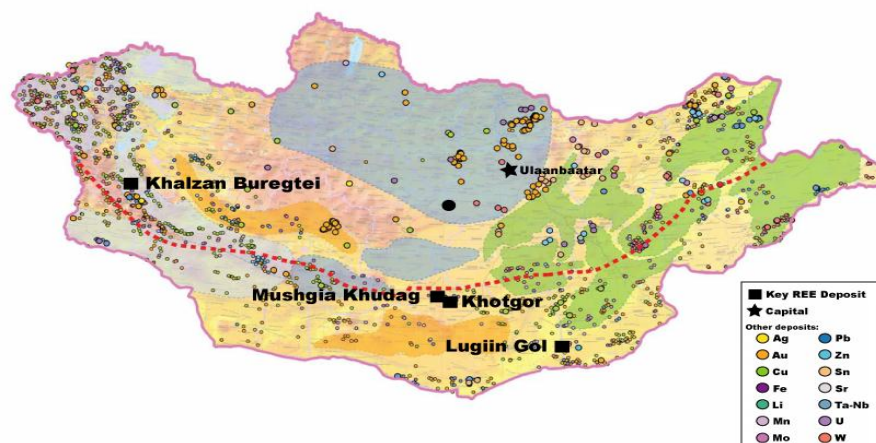 Ulaanbaatar
Khalzan Buregtei
Mushgia Khudag
Khotgor
Lugiin Gol
Key REE Deposit
Capital
Other deposits:
Ag
Pb
Au
Zn
Cu
Sn
Fe
Sr
Li
Ta-Nb
Mn
U
Mo
W